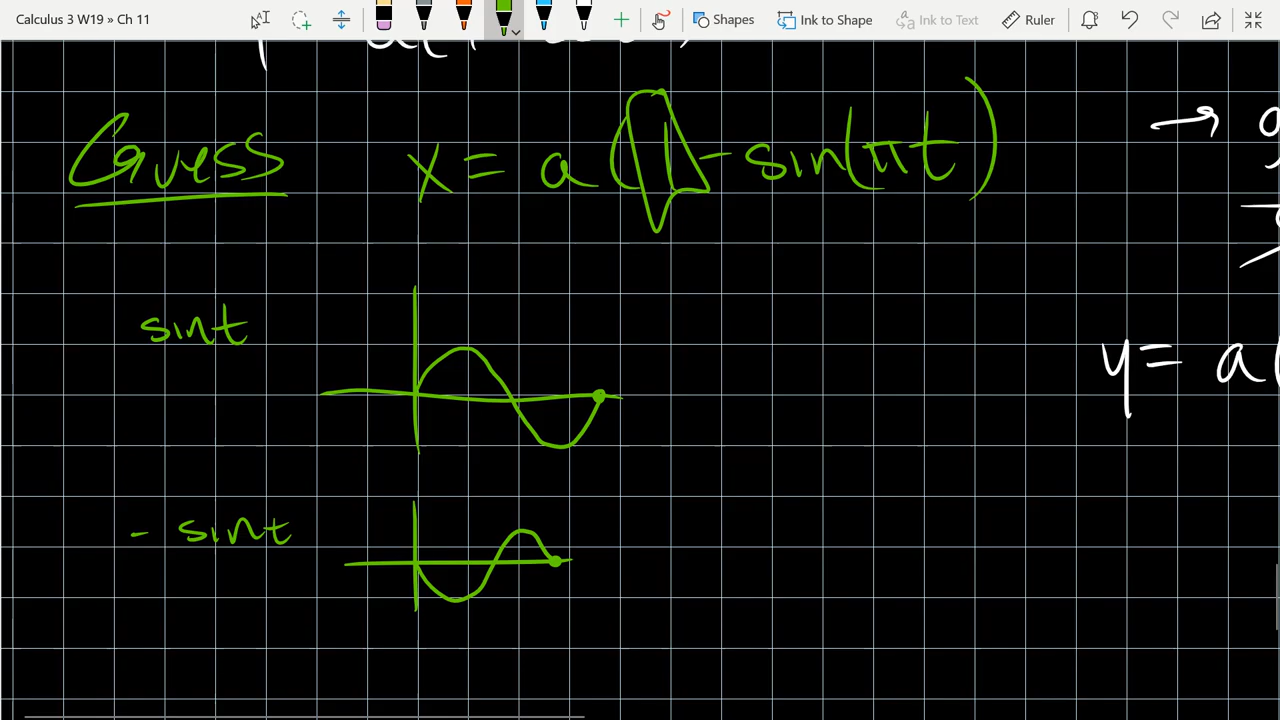 Calculus 3 W19 » Ch 11
Shapes
Ink to Shape
Ink to Text
Ruler
Guess x = a(1 - sin(πt)
sint
y = a(
- sint